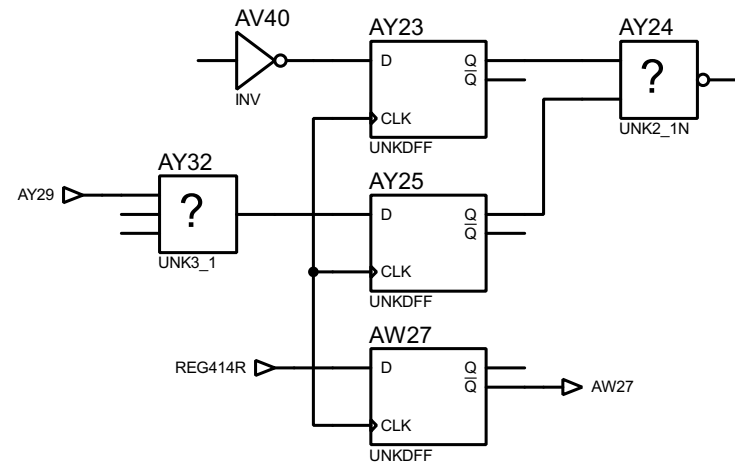 AV40
INV
AY23
D
Q
Q̅
CLK
UNKDFF
AY24
?
UNK2_1N
AY29
AY32
?
UNK3_1
AY25
D
Q
Q̅
CLK
UNKDFF
REG414R
AW27
D
Q
Q̅
CLK
UNKDFF
AW27